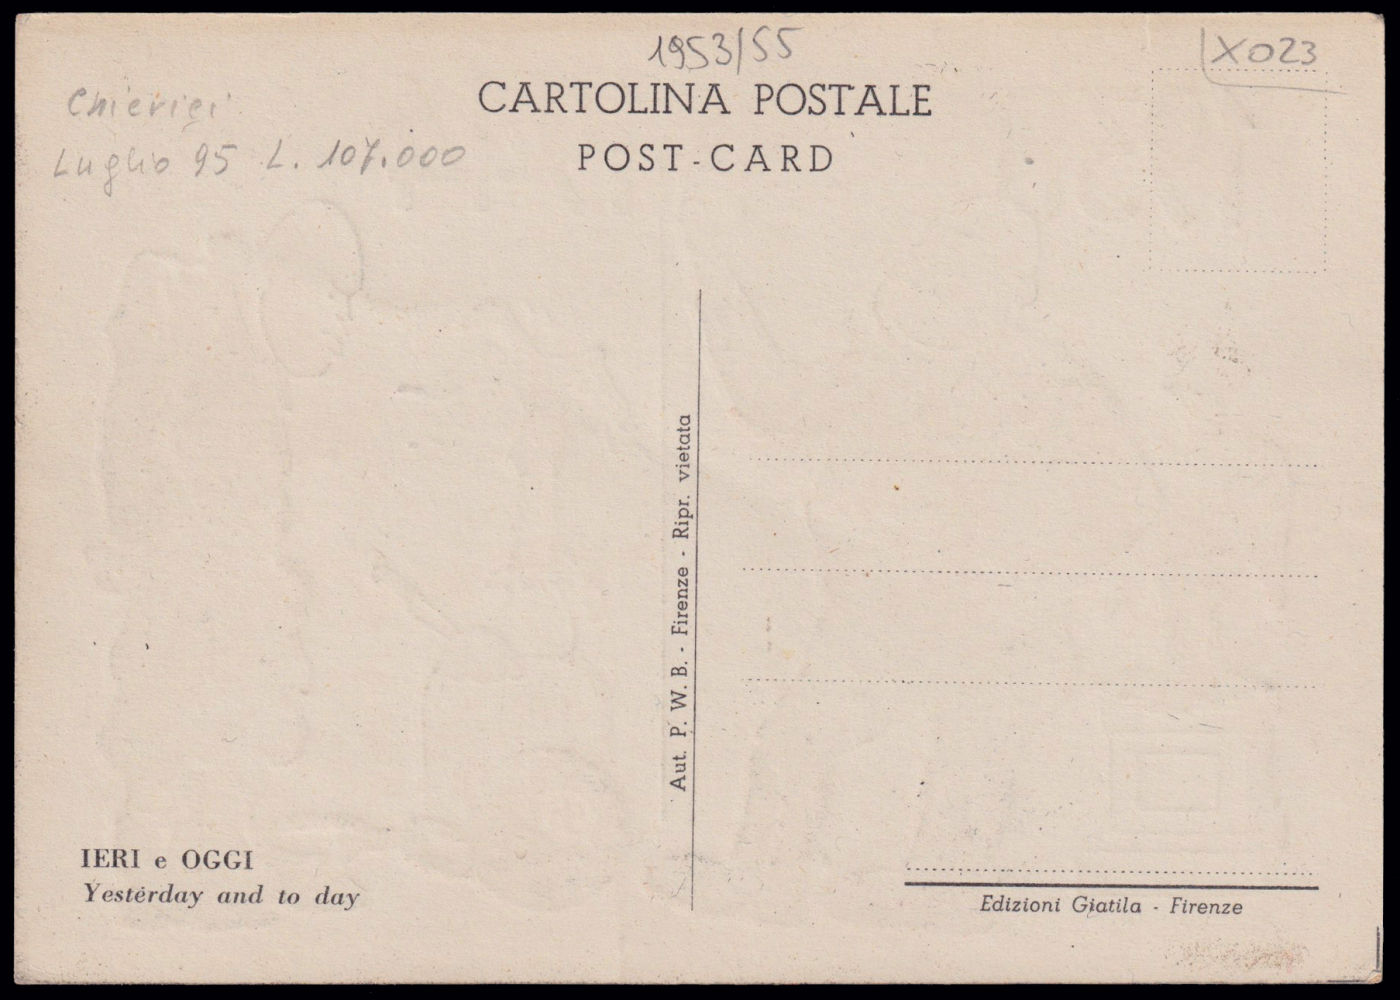 1953/55
X023
CARTOLINA POSTALE
Chierici
POST-CARD
Luglio 95 L. 107.000
Aut. P. W. B. - Firenze - Ripr. vietata
IERI e OGGI
Yesterday and to day
Edizioni Giatila - Firenze